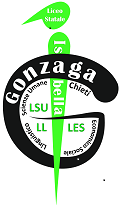 Liceo
Statale
Isabella
Gonzaga
Chieti
Scienze Umane
LSU
LL
LES
Linguistico
Economico Sociale